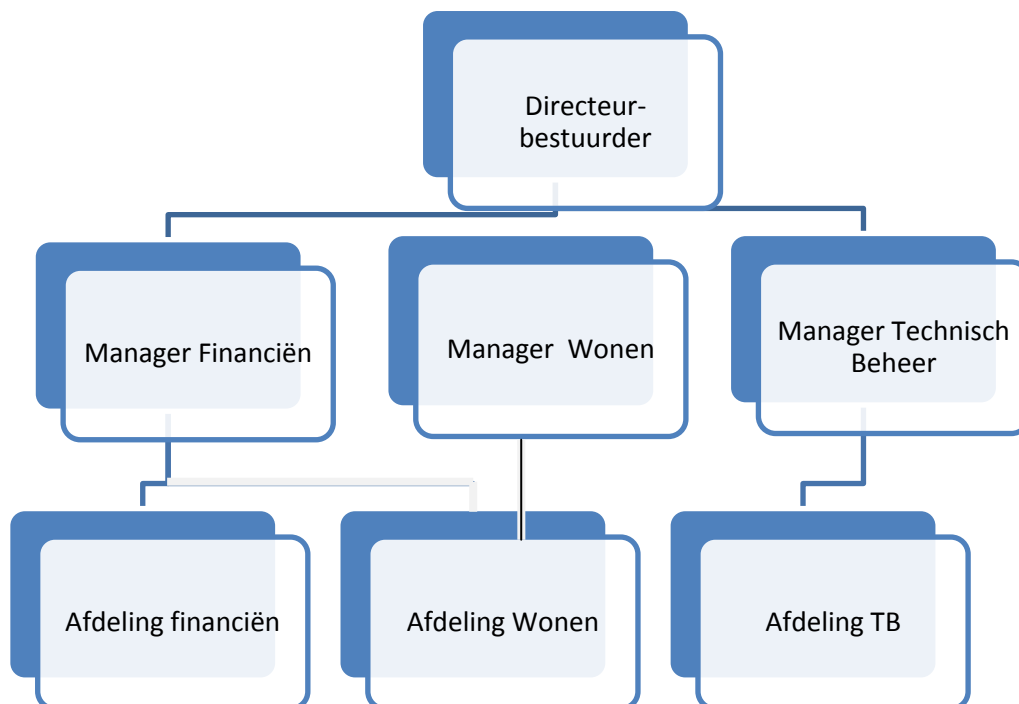 Directeur-
bestuurder
Manager Financiën
Manager  Wonen
Manager Technisch
Beheer
Afdeling financiën
Afdeling Wonen
Afdeling TB